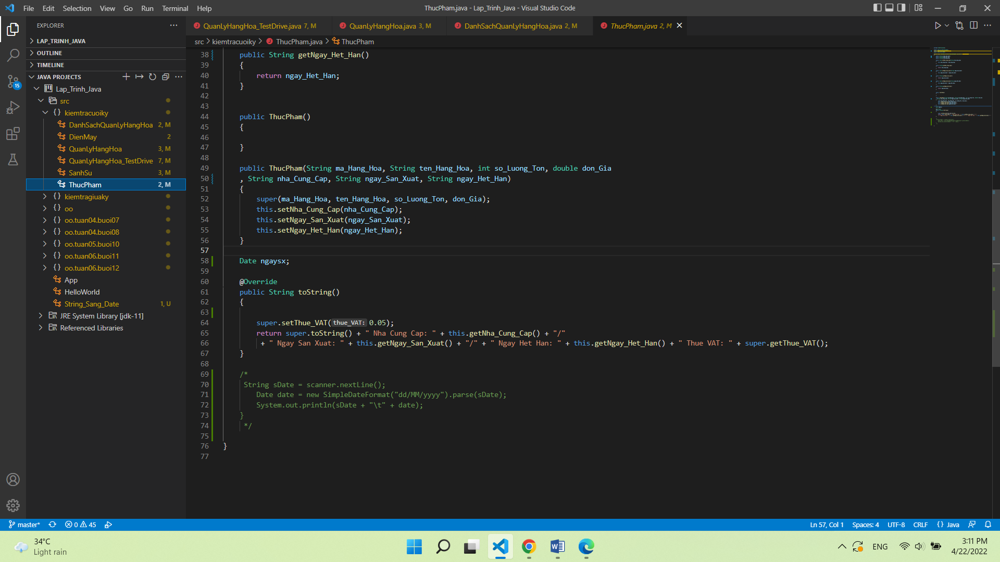 File Edit Selection View Go Run Terminal Help
ThucPham.java - Lap_Trinh_Java - Visual Studio Code
EXPLORER
LAP_TRINH_JAVA
OUTLINE
TIMELINE
JAVA PROJECTS
Lap_Trinh_Java
src
kiemtracuoiky
DanhSachQuanLyHangHoa 2, M
DienMay 2
QuanLyHangHoa 3, M
QuanLyHangHoa_TestDrive 7, M
SanhSu 3, M
ThucPham 2, M
kiemtragiuaky
oo
oo.tuan04.buoi07
oo.tuan04.buoi08
oo.tuan05.buoi10
oo.tuan06.buoi11
oo.tuan06.buoi12
App
HelloWorld
String_Sang_Date 1, U
JRE System Library [jdk-11]
Referenced Libraries
15
QuanLyHangHoa_TestDrive.java 7, M
QuanLyHangHoa.java 3, M
DanhSachQuanLyHangHoa.java 2, M
ThucPham.java 2, M
src > kiemtracuoiky > ThucPham.java > ThucPham
38 public String getNgay_Het_Han()
39 {
40 return ngay_Het_Han;
41 }
42
43
44 public ThucPham()
45 {
46
47 }
48
49 public ThucPham(String ma_Hang_Hoa, String ten_Hang_Hoa, int so_Luong_Ton, double don_Gia
50 , String nha_Cung_Cap, String ngay_San_Xuat, String ngay_Het_Han)
51 {
52 super(ma_Hang_Hoa, ten_Hang_Hoa, so_Luong_Ton, don_Gia);
53 this.setNha_Cung_Cap(nha_Cung_Cap);
54 this.setNgay_San_Xuat(ngay_San_Xuat);
55 this.setNgay_Het_Han(ngay_Het_Han);
56 }
57
58 Date ngaysx;
59
60 @Override
61 public String toString()
62 {
63
64 super.setThue_VAT(thue_VAT: 0.05);
65 return super.toString() + " Nha Cung Cap: " + this.getNha_Cung_Cap() + "/"
66 + " Ngay San Xuat: " + this.getNgay_San_Xuat() + "/" + " Ngay Het Han: " + this.getNgay_Het_Han() + " Thue VAT: " + super.getThue_VAT();
67 }
68
69 /*
70 String sDate = scanner.nextLine();
71 Date date = new SimpleDateFormat("dd/MM/yyyy").parse(sDate);
72 System.out.println(sDate + "\t" + date);
73 }
74 */
75
76 }
77
master* 0 45
Ln 57, Col 1 Spaces: 4 UTF-8 CRLF {} Java
34°C
Light rain
ENG
3:11 PM
4/22/2022